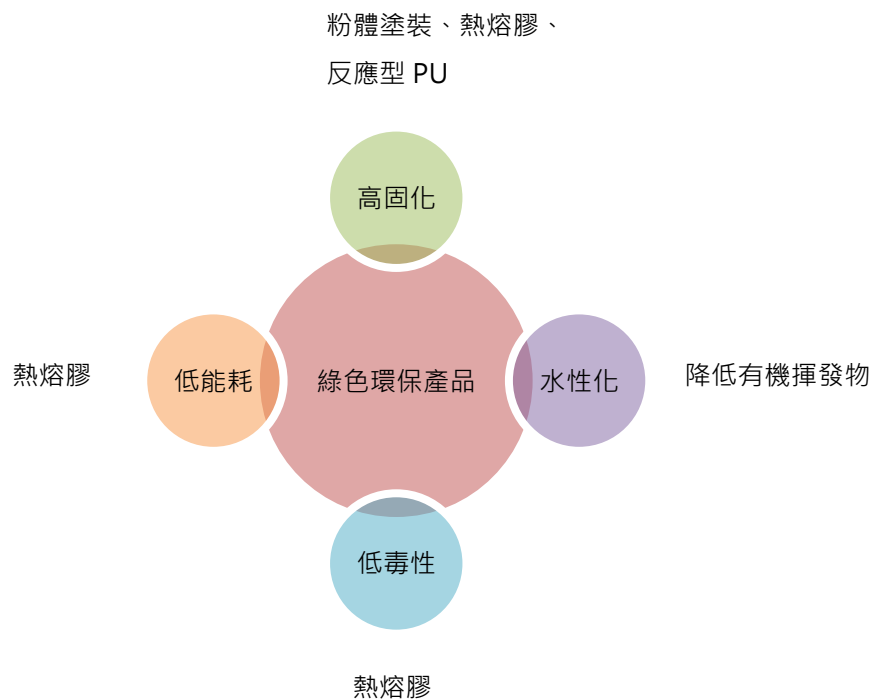 粉體塗裝、熱熔膠、
反應型 PU
高固化
熱熔膠
低能耗
綠色環保產品
水性化
降低有機揮發物
低毒性
熱熔膠